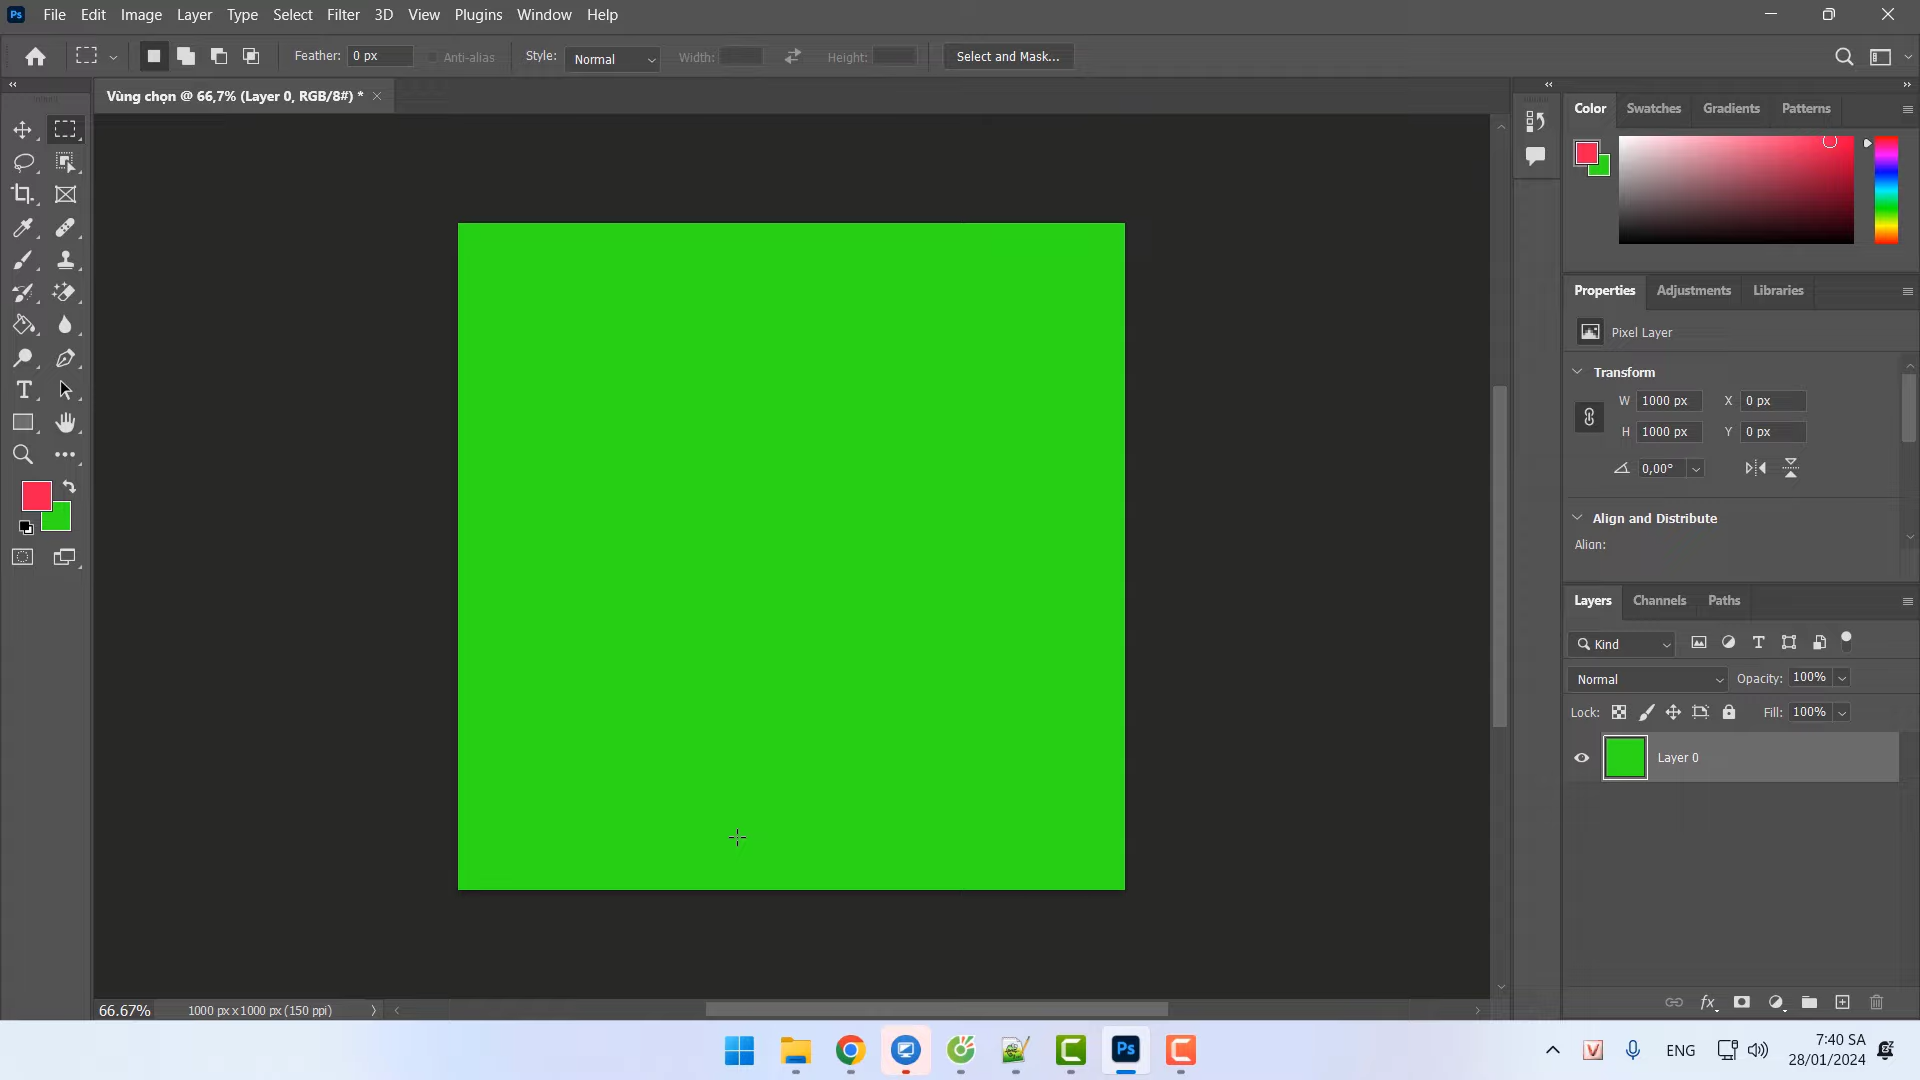 Ps File Edit Image Layer Type Select Filter 3D View Plugins Window Help
Feather: 0 px Anti-alias Style: Normal Width: Height: Select and Mask...
Vùng chọn @ 66,7% (Layer 0, RGB/8#) *
Color Swatches Gradients Patterns
Properties Adjustments Libraries
Pixel Layer
Transform
W 1000 px X 0 px
H 1000 px Y 0 px
0,00°
Align and Distribute
Align:
Layers Channels Paths
Kind
Normal Opacity: 100%
Lock: Fill: 100%
Layer 0
66.67% 1000 px x 1000 px (150 ppi)
Ps
ENG
7:40 SA
28/01/2024